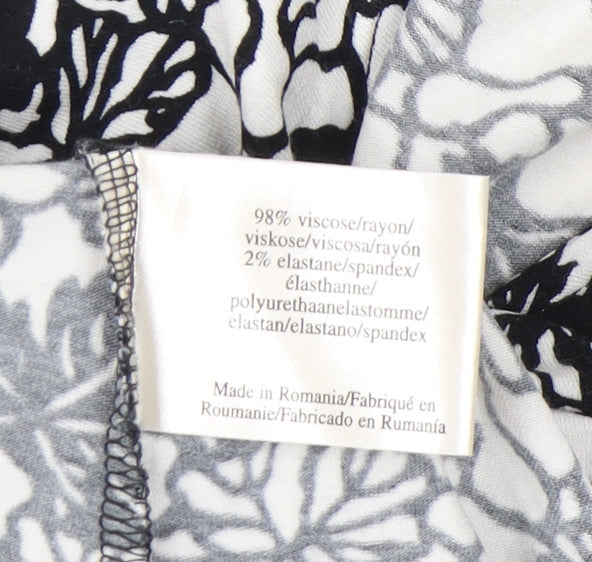 98% viscose/rayon/
viskose/viscosa/rayón
2% elastane/spandex/
élasthanne/
polyurethaanelastomme/
elastan/elastano/spandex
Made in Romania/Fabriqué en
Roumanie/Fabricado en Rumanía